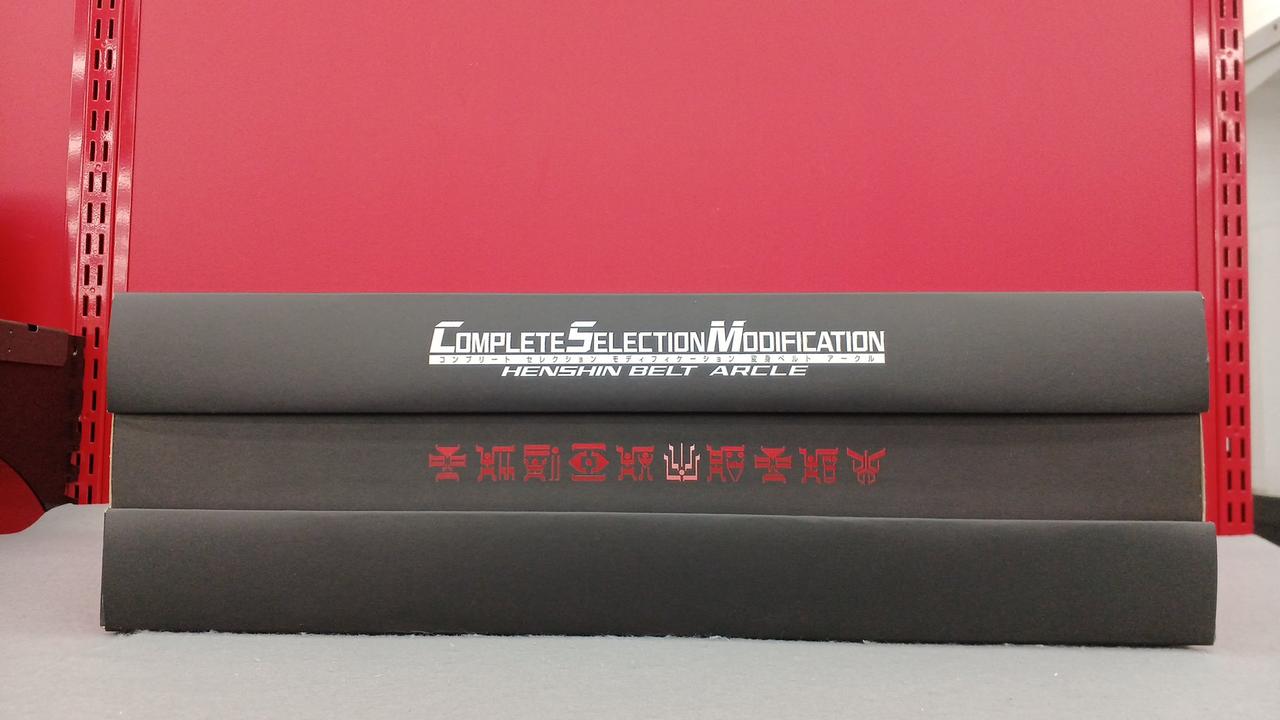 COMPLETE SELECTION MODIFICATION
コンプリート セレクション モディフィケーション 変身ベルト アークル
HENSHIN BELT ARCLE